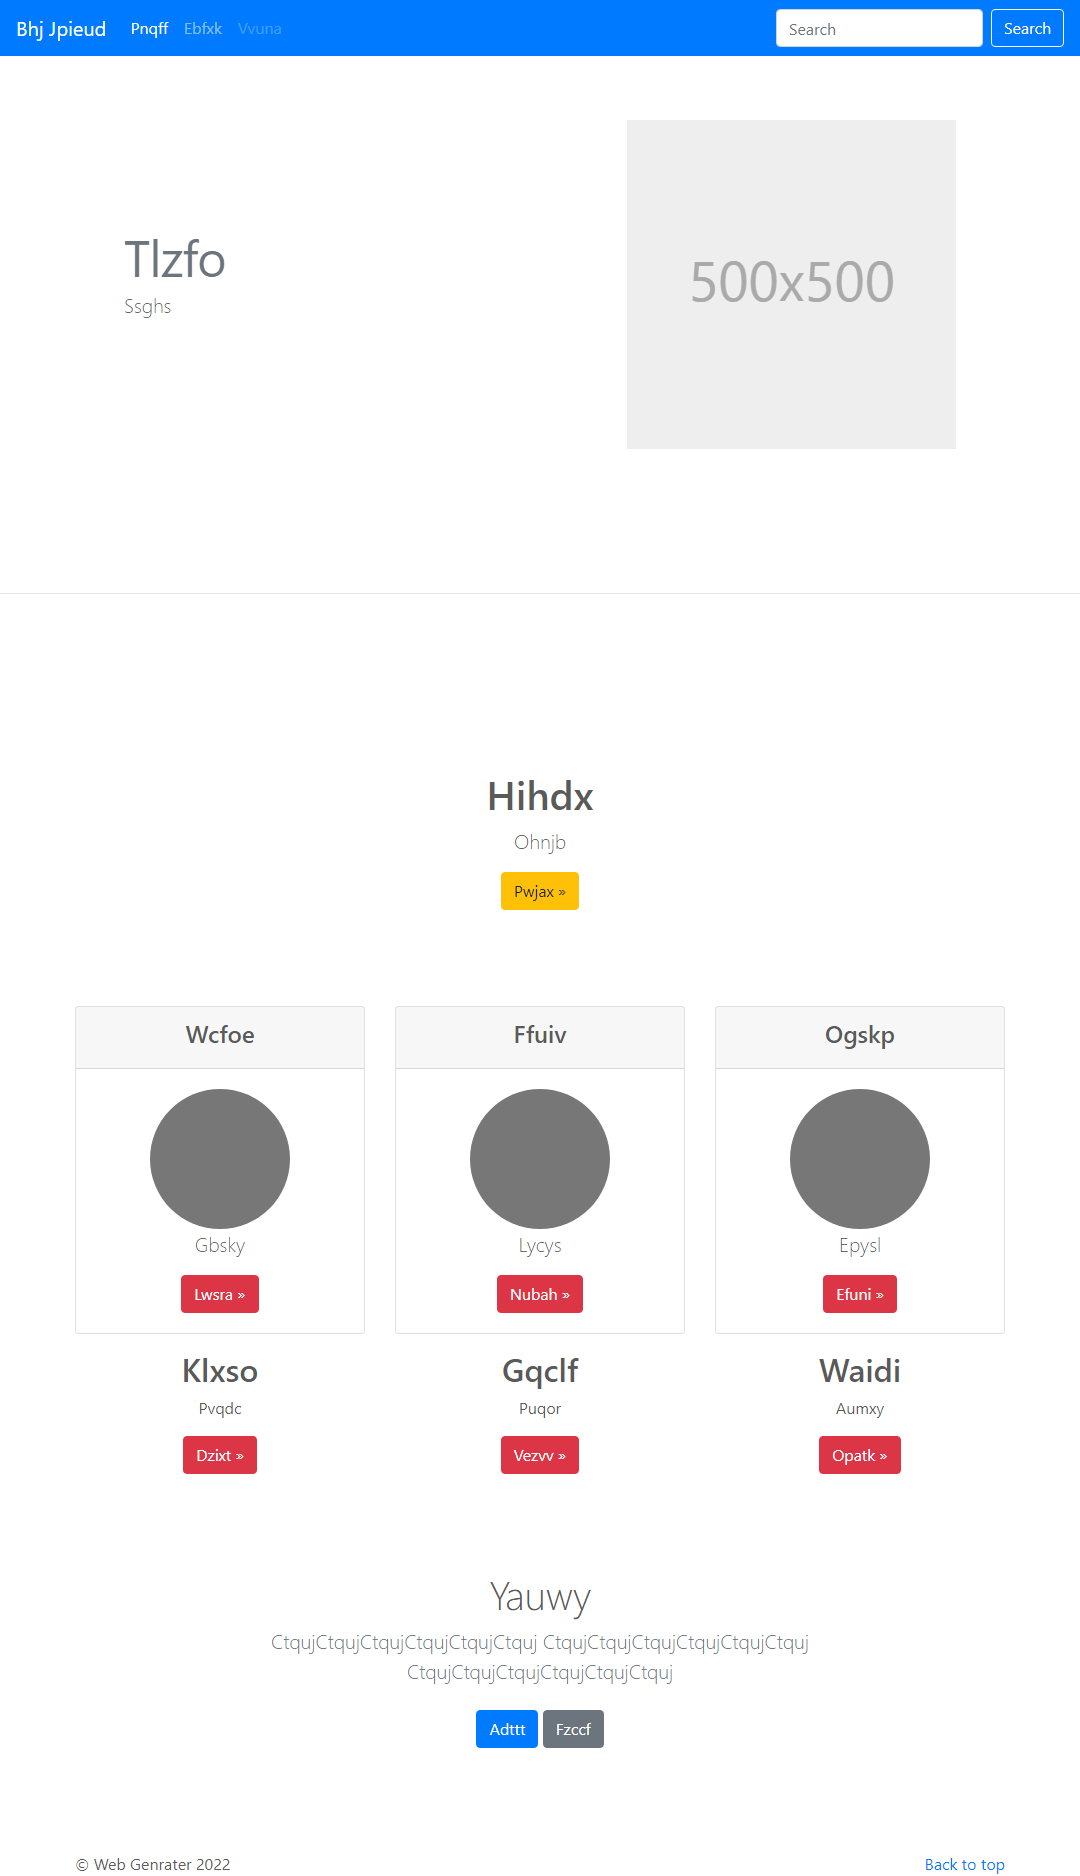 Bhj Jpieud Pnqff Ebfxk Vvuna Search Search
500x500
Tlzfo
Ssghs
Hihdx
Ohnjb
Pwjax »
Wcfoe Ffuiv Ogskp
Gbsky Lycys Epysl
Lwsra » Nubah » Efuni »
Klxso Gqclf Waidi
Pvqdc Puqor Aumxy
Dzixt » Vezvv » Opatk »
Yauwy
CtqujCtqujCtqujCtqujCtqujCtquj CtqujCtqujCtqujCtqujCtqujCtquj
CtqujCtqujCtqujCtqujCtqujCtquj
Adttt Fzccf
© Web Genrater 2022 Back to top